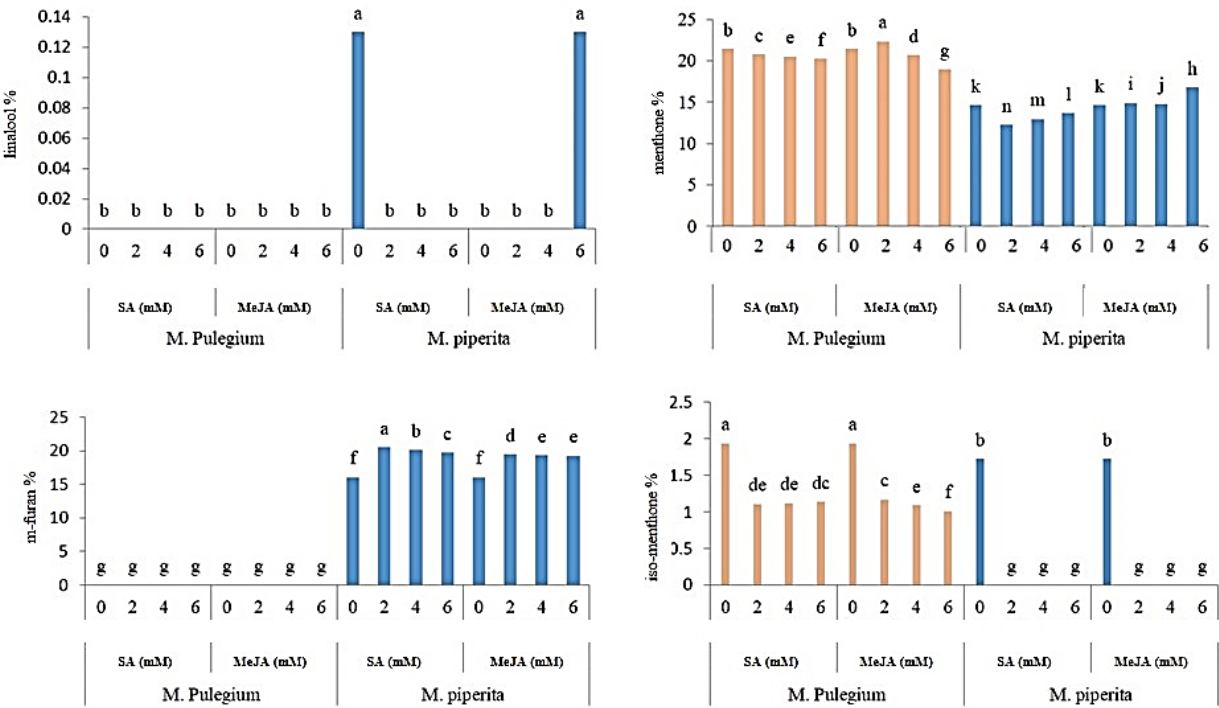 linalool %
0.14
0.12
0.1
0.08
0.06
0.04
0.02
0
a a
b b b b b b b b b b b b b b
0 2 4 6 0 2 4 6 0 2 4 6 0 2 4 6
SA (mM) MeJA (mM) SA (mM) MeJA (mM)
M. Pulegium M. piperita
menthone %
25
20
15
10
5
0
b c e f b a d g k n m l k i j h
0 2 4 6 0 2 4 6 0 2 4 6 0 2 4 6
SA (mM) MeJA (mM) SA (mM) MeJA (mM)
M. Pulegium M. piperita
m-furan %
25
20
15
10
5
0
g g g g g g g g f a b c f d e e
0 2 4 6 0 2 4 6 0 2 4 6 0 2 4 6
SA (mM) MeJA (mM) SA (mM) MeJA (mM)
M. Pulegium M. piperita
iso-menthone %
2.5
2
1.5
1
0.5
0
a de de dc a c e f b g g g b g g g
0 2 4 6 0 2 4 6 0 2 4 6 0 2 4 6
SA (mM) MeJA (mM) SA (mM) MeJA (mM)
M. Pulegium M. piperita